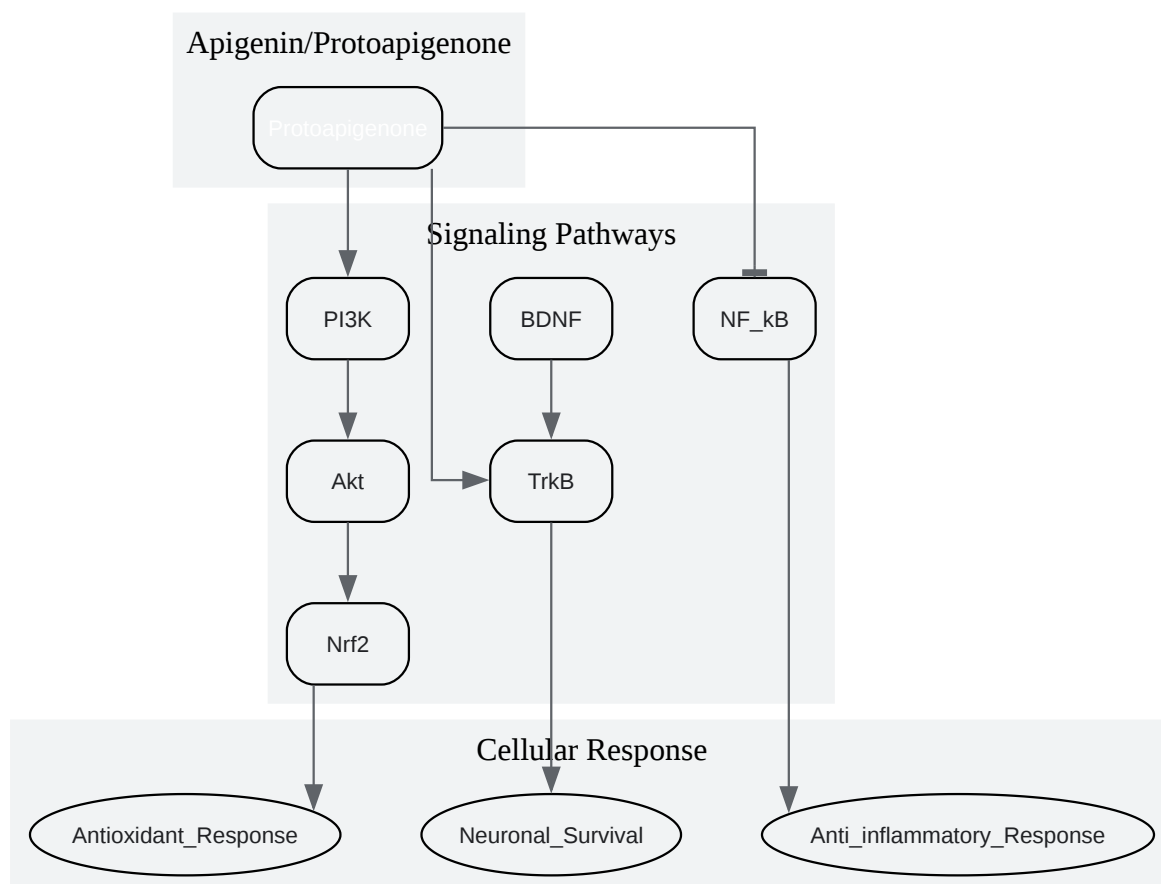 Apigenin/Protoapigenone
Protoapigenone
Signaling Pathways
PI3K
BDNF
NF_kB
Akt
TrkB
Nrf2
Cellular Response
Antioxidant_Response
Neuronal_Survival
Anti_inflammatory_Response